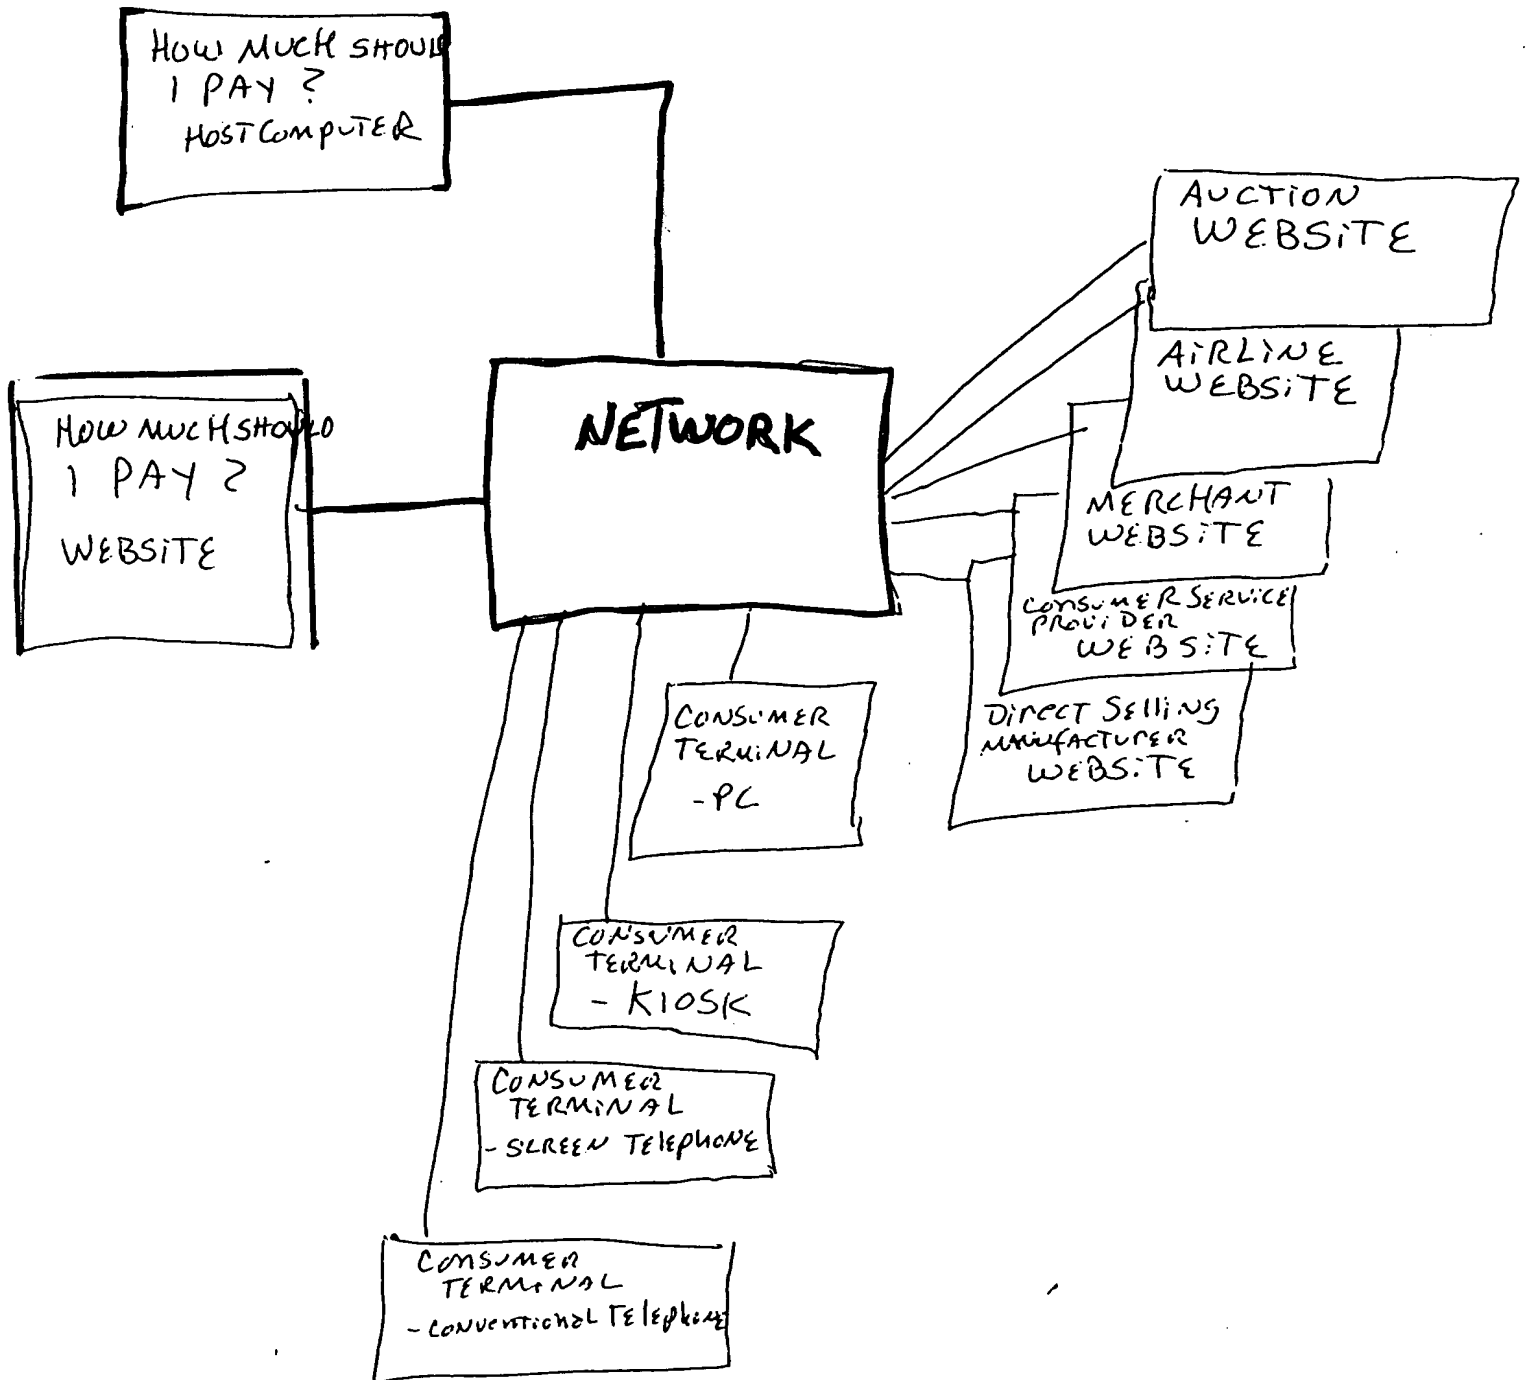 HOW MUCH SHOULD
I PAY ?
HOST COMPUTER
AUCTION
WEBSITE
AIRLINE
WEBSITE
HOW MUCH SHOULD
I PAY ?
WEBSITE
NETWORK
MERCHANT
WEBSITE
CONSUMER SERVICE
PROVIDER
WEBSITE
DIRECT SELLING
MANUFACTURER
WEBSITE
CONSUMER
TERMINAL
- PC
CONSUMER
TERMINAL
- KIOSK
CONSUMER
TERMINAL
- SCREEN TELEPHONE
CONSUMER
TERMINAL
- CONVENTIONAL TELEPHONE